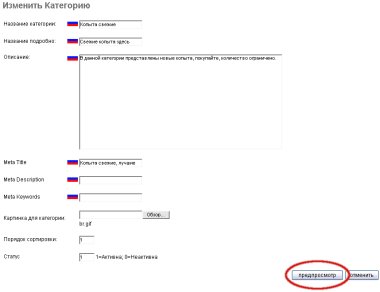 Изменить Категорию
Название категории: Копыта свежие
Название подробно: Свежие копыта здесь
Описание: В данной категории представлены новые копыта, покупайте, количество ограничено.
Meta Title Копыта свежие, лучшие
Meta Description
Meta Keywords
Картинка для категории: Обзор...
br.gif
Порядок сортировки: 1
Статус 1 1=Активна, 0=Неактивна
предпросмотр отменить